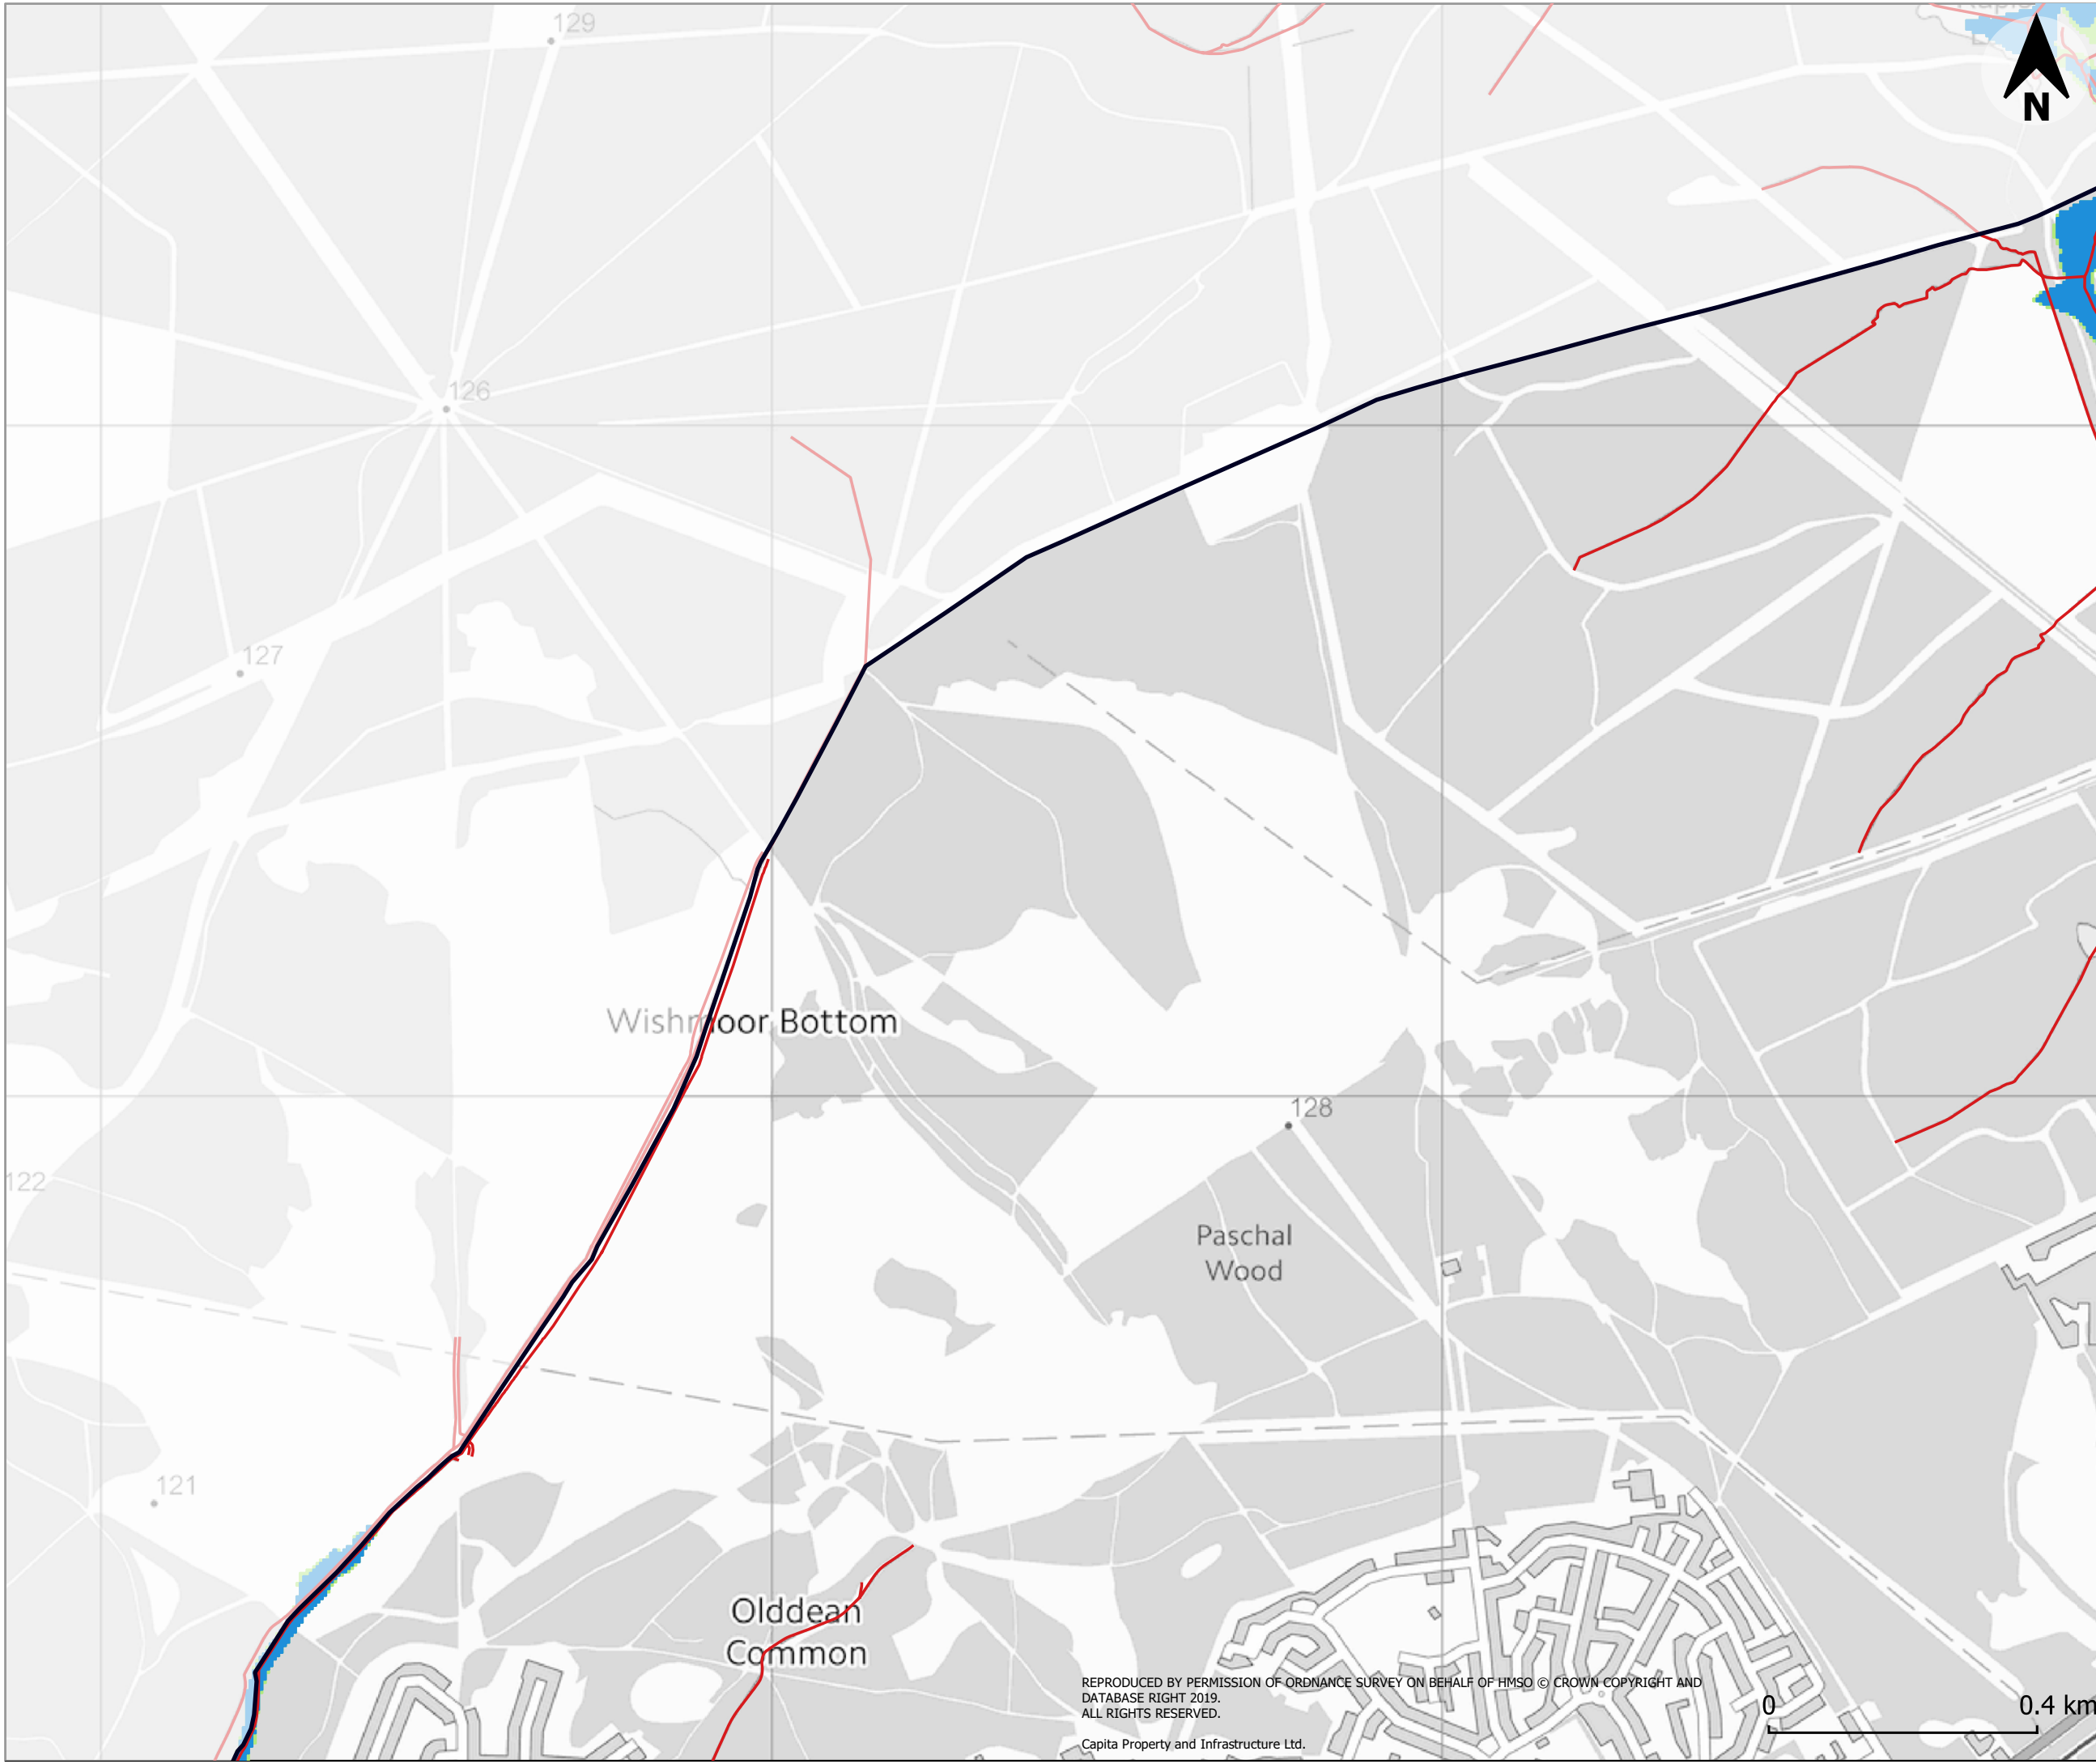 129
N
126
127
Wishmoor Bottom
128
122
Paschal
Wood
121
Olddean
Common
REPRODUCED BY PERMISSION OF ORDNANCE SURVEY ON BEHALF OF HMSO © CROWN COPYRIGHT AND
DATABASE RIGHT 2019.
ALL RIGHTS RESERVED.
Capita Property and Infrastructure Ltd.
0 0.4 km